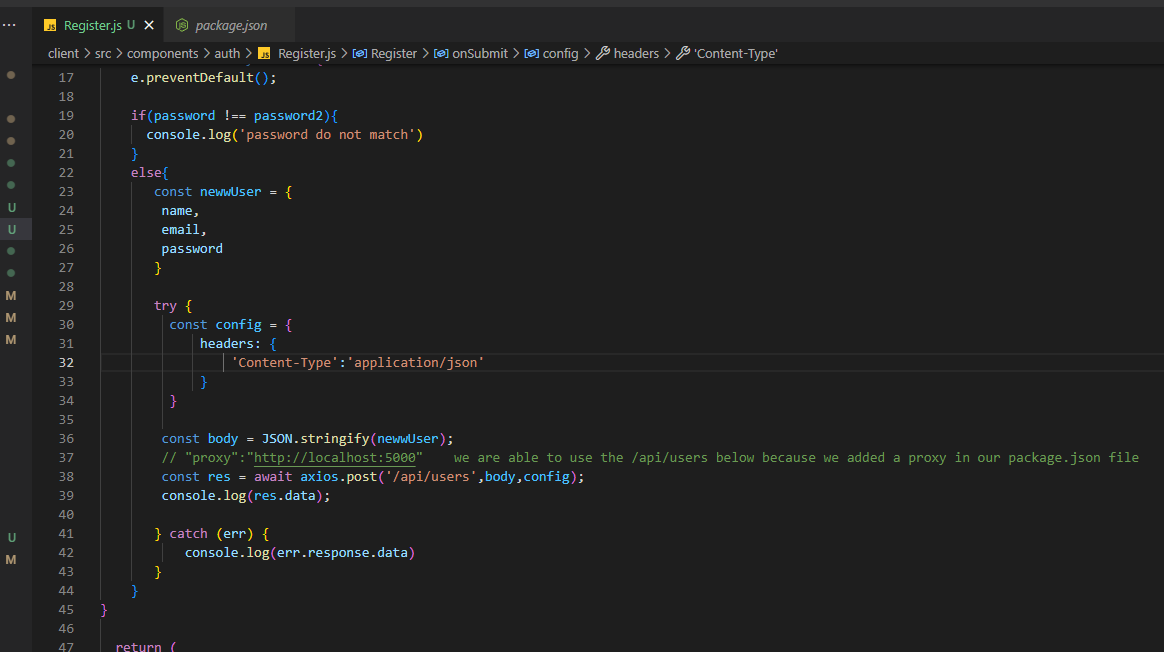 ... Register.js U × package.json
client > src > components > auth > JS Register.js > Register > onSubmit > config > headers > 'Content-Type'
17 e.preventDefault();
18
19 if(password !== password2){
20 console.log('password do not match')
21 }
22 else{
23 const newwUser = {
24 name,
25 email,
26 password
27 }
28
29 try {
30 const config = {
31 headers: {
32 'Content-Type':'application/json'
33 }
34 }
35
36 const body = JSON.stringify(newwUser);
37 // "proxy":"http://localhost:5000" we are able to use the /api/users below because we added a proxy in our package.json file
38 const res = await axios.post('/api/users',body,config);
39 console.log(res.data);
40
41 } catch (err) {
42 console.log(err.response.data)
43 }
44 }
45 }
46
47 return (
U
U
M
M
M
U
M